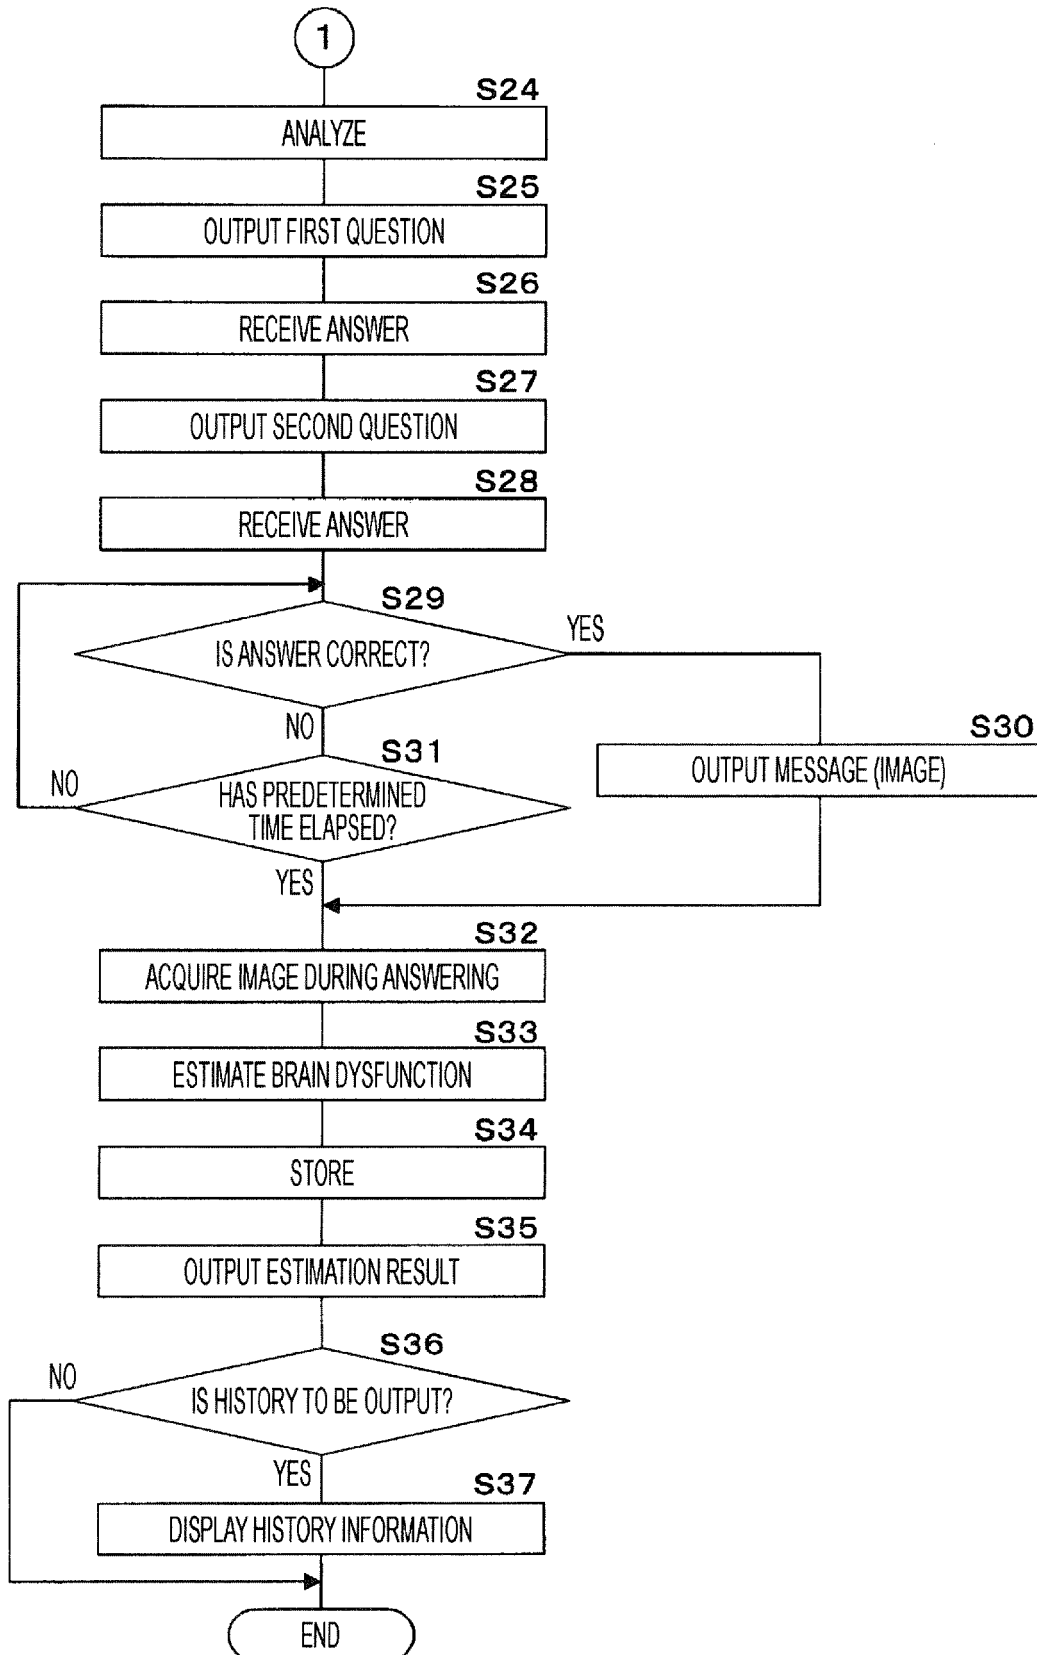 1
S24
ANALYZE
S25
OUTPUT FIRST QUESTION
S26
RECEIVE ANSWER
S27
OUTPUT SECOND QUESTION
S28
RECEIVE ANSWER
S29
IS ANSWER CORRECT?
YES
NO
S30
OUTPUT MESSAGE (IMAGE)
S31
HAS PREDETERMINED
TIME ELAPSED?
NO
YES
S32
ACQUIRE IMAGE DURING ANSWERING
S33
ESTIMATE BRAIN DYSFUNCTION
S34
STORE
S35
OUTPUT ESTIMATION RESULT
S36
NO
IS HISTORY TO BE OUTPUT?
YES
S37
DISPLAY HISTORY INFORMATION
END